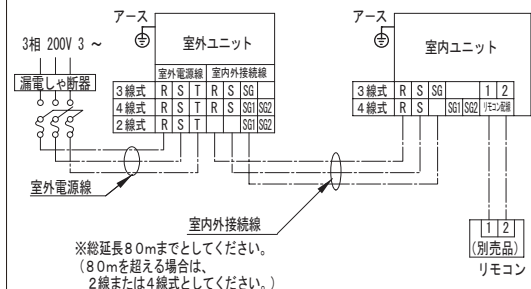 アース
3相 200V 3 ~
漏電しゃ断器
室外ユニット
室外電源線 室内外接続線
3線式 R S T R S SG
4線式 R S T R S SG1 SG2
2線式 R S T SG1 SG2
室外電源線
室内外接続線
※総延長80mまでとしてください。
(80mを超える場合は、
2線または4線式としてください。)
アース
室内ユニット
3線式 R S SG 1 2
4線式 R S SG1 SG2 リモコン配線
1 2
(別売品)
リモコン